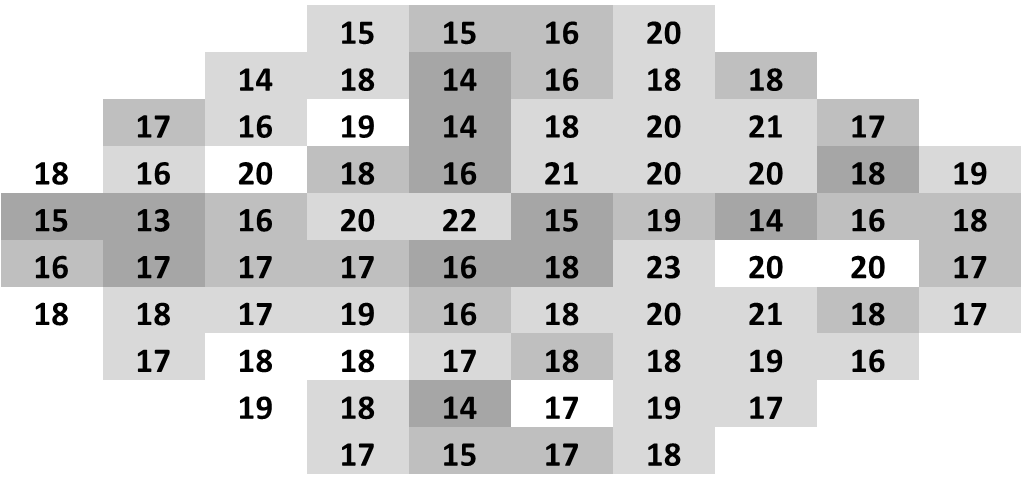 15 15 16 20
14 18 14 16 18 18
17 16 19 14 18 20 21 17
18 16 20 18 16 21 20 20 18 19
15 13 16 20 22 15 19 14 16 18
16 17 17 17 16 18 23 20 20 17
18 18 17 19 16 18 20 21 18 17
17 18 18 17 18 18 19 16
19 18 14 17 19 17
17 15 17 18